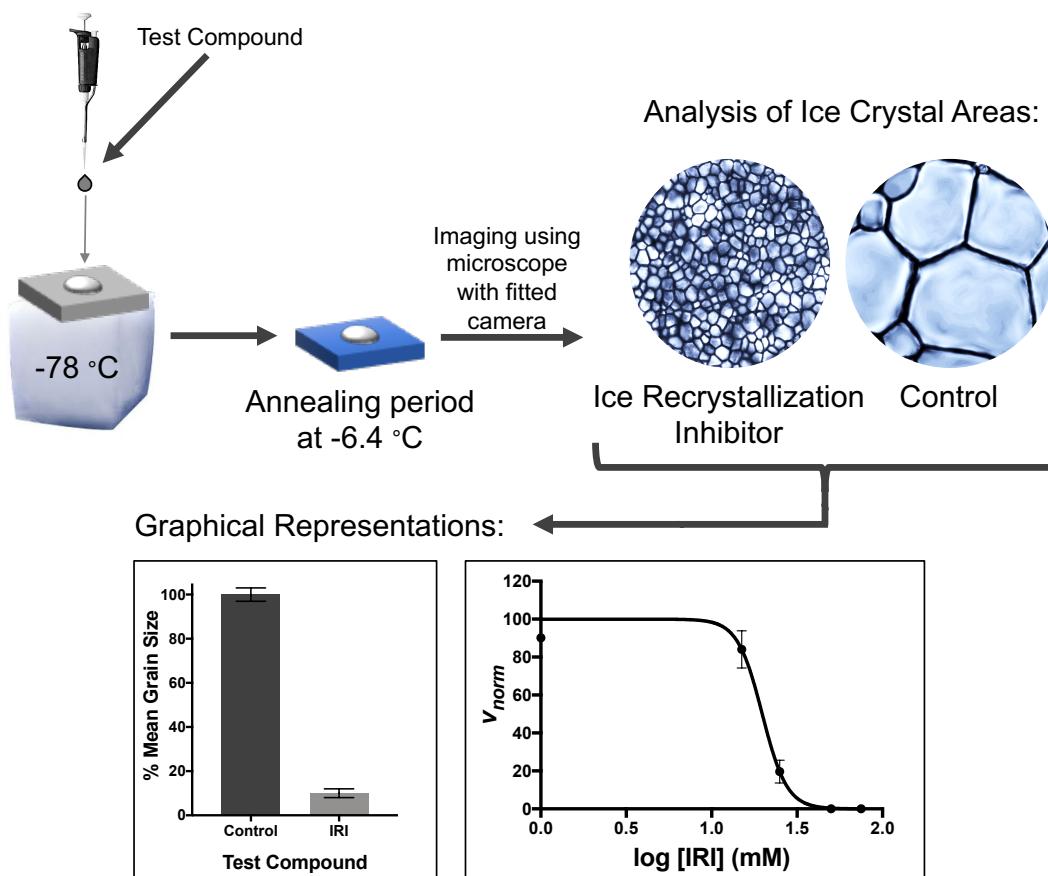 Test Compound
-78 °C
Annealing period
at -6.4 °C
Imaging using
microscope
with fitted
camera
Analysis of Ice Crystal Areas:
Ice Recrystallization
Inhibitor
Control
Graphical Representations:
% Mean Grain Size
100
80
60
40
20
0
Control
IRI
Test Compound
v_norm
120
100
80
60
40
20
0
0.0
0.5
1.0
1.5
2.0
log [IRI] (mM)